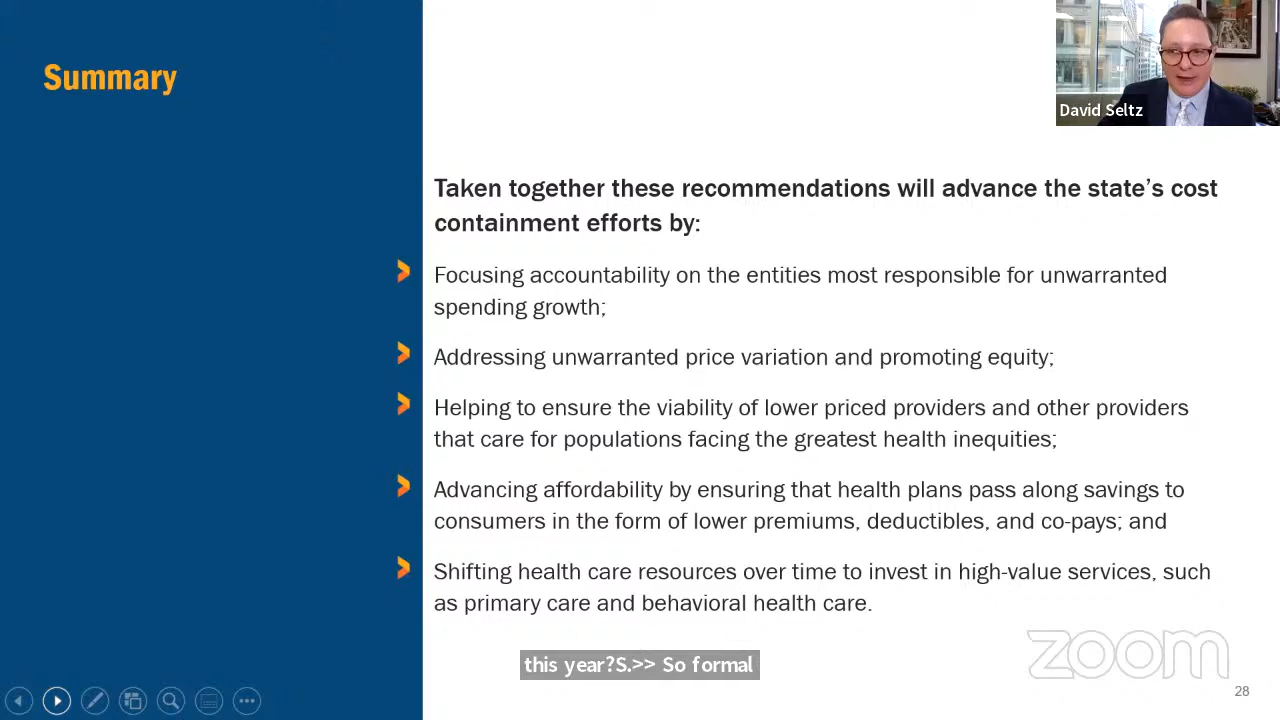 Summary
David Seltz
Taken together these recommendations will advance the state's cost
containment efforts by:
Focusing accountability on the entities most responsible for unwarranted
spending growth;
Addressing unwarranted price variation and promoting equity;
Helping to ensure the viability of lower priced providers and other providers
that care for populations facing the greatest health inequities;
Advancing affordability by ensuring that health plans pass along savings to
consumers in the form of lower premiums, deductibles, and co-pays; and
Shifting health care resources over time to invest in high-value services, such
as primary care and behavioral health care.
this year?S.>> So formal
zoom
28